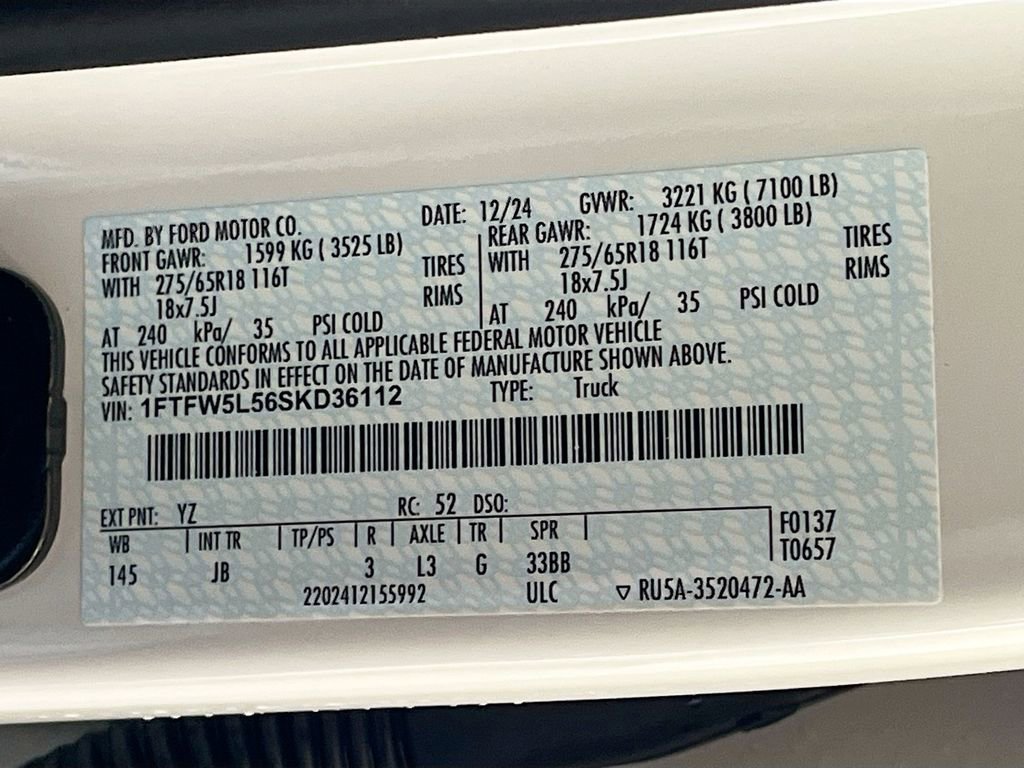 MFD. BY FORD MOTOR CO. DATE: 12/24 GVWR: 3221 KG ( 7100 LB)
FRONT GAWR: 1599 KG ( 3525 LB) REAR GAWR: 1724 KG ( 3800 LB)
WITH 275/65R18 116T TIRES WITH 275/65R18 116T TIRES
18x7.5J RIMS 18x7.5J RIMS
AT 240 kPa/ 35 PSI COLD AT 240 kPa/ 35 PSI COLD
THIS VEHICLE CONFORMS TO ALL APPLICABLE FEDERAL MOTOR VEHICLE
SAFETY STANDARDS IN EFFECT ON THE DATE OF MANUFACTURE SHOWN ABOVE.
VIN: 1FTFW5L56SKD36112 TYPE: Truck
EXT PNT: YZ RC: 52 DSO:
WB INT TR TP/PS R AXLE TR SPR F0137
145 JB 3 L3 G 33BB T0657
2202412155992 ULC ▽ RU5A-3520472-AA